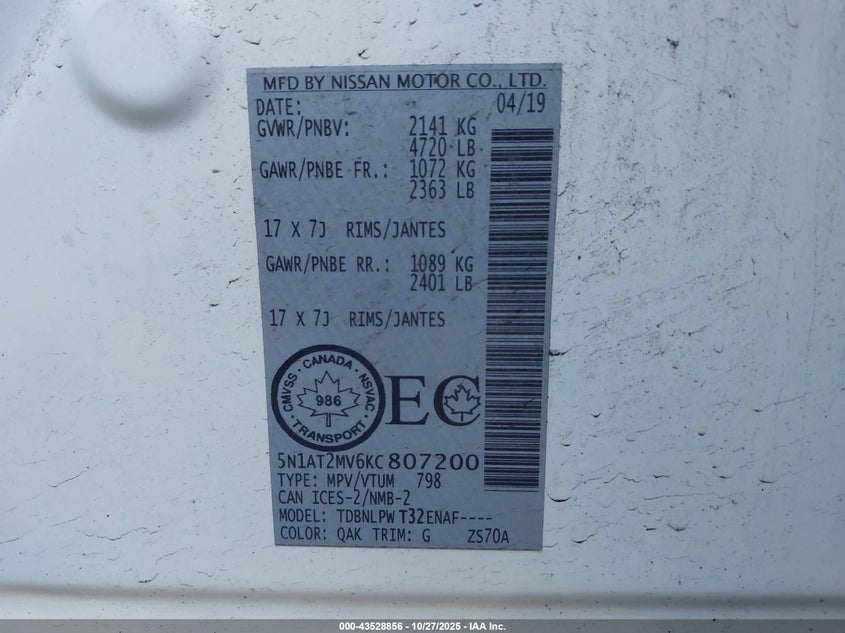 MFD BY NISSAN MOTOR CO., LTD.
DATE: 04/19
GVWR/PNBV: 2141 KG
4720 LB
GAWR/PNBE FR.: 1072 KG
2363 LB
17 X 7J RIMS/JANTES
GAWR/PNBE RR.: 1089 KG
2401 LB
17 X 7J RIMS/JANTES
CMVSS · CANADA · NSVAC · TRANSPORT ·
986
EC
5N1AT2MV6KC807200
TYPE: MPV/VTUM 798
CAN ICES-2/NMB-2
MODEL: TDBNLPW T32ENAF----
COLOR: QAK TRIM: G ZS70A
000-43528856 - 10/27/2025 - IAA Inc.